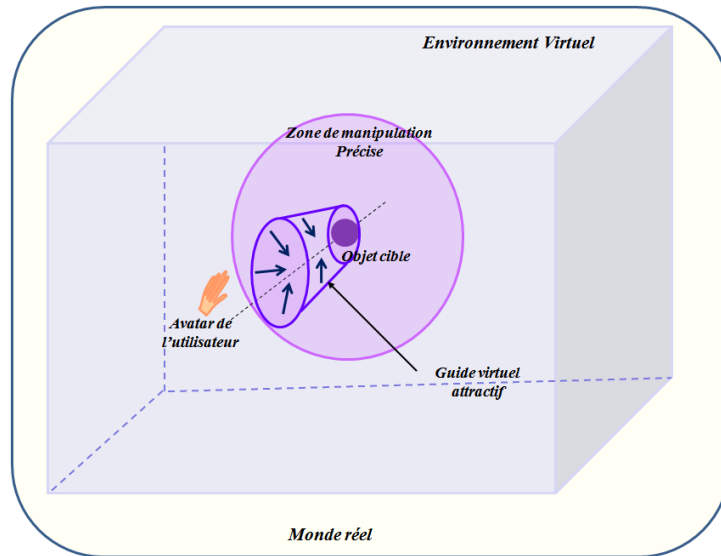 Environnement Virtuel
Zone de manipulation
Précise
Objet cible
Avatar de
l'utilisateur
Guide virtuel
attractif
Monde réel